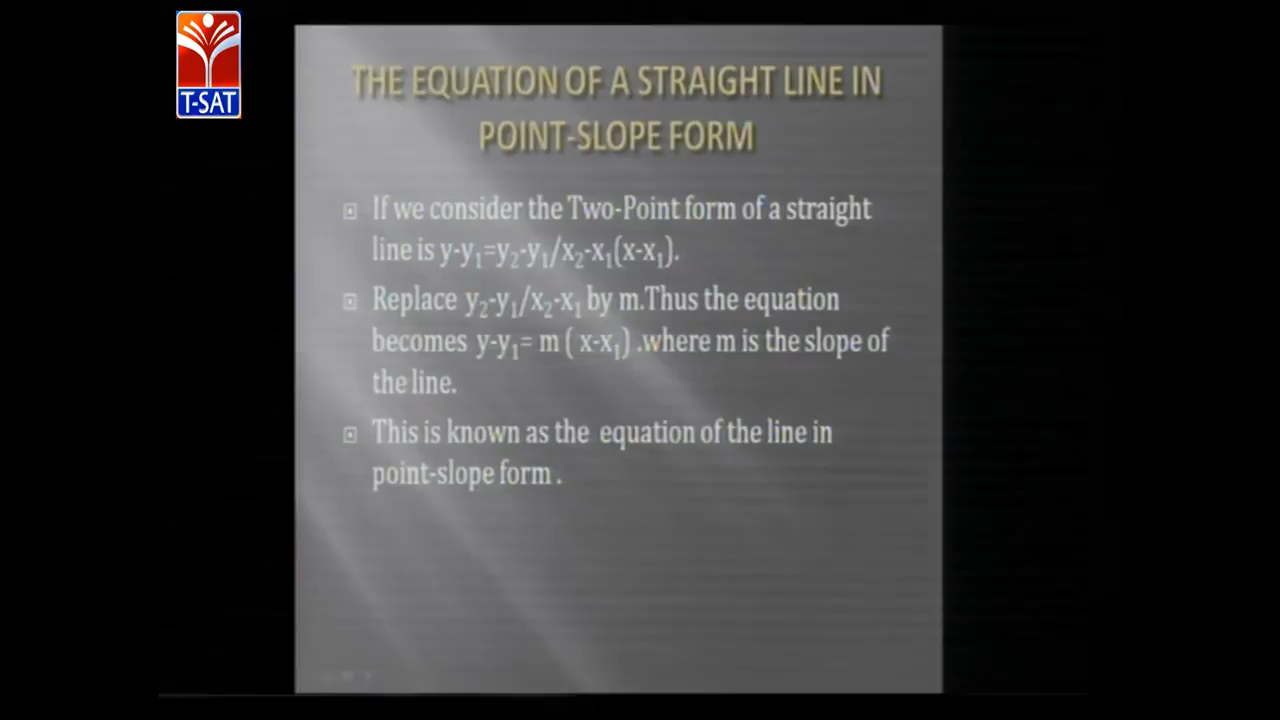 T-SAT
THE EQUATION OF A STRAIGHT LINE IN
POINT-SLOPE FORM
If we consider the Two-Point form of a straight
line is y-y₁=y₂-y₁/x₂-x₁(x-x₁).
Replace y₂-y₁/x₂-x₁ by m.Thus the equation
becomes y-y₁= m ( x-x₁) .where m is the slope of
the line.
This is known as the equation of the line in
point-slope form .